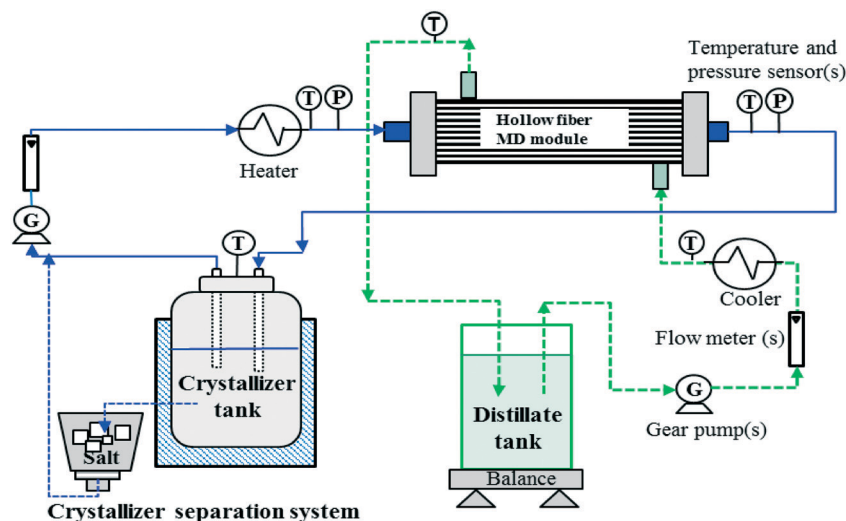 T
Temperature and
pressure sensor(s)
T
P
Hollow fiber
MD module
T
P
Heater
G
T
T
Cooler
Crystallizer
tank
Flow meter (s)
Distillate
tank
G
Gear pump(s)
Salt
Balance
Crystallizer separation system